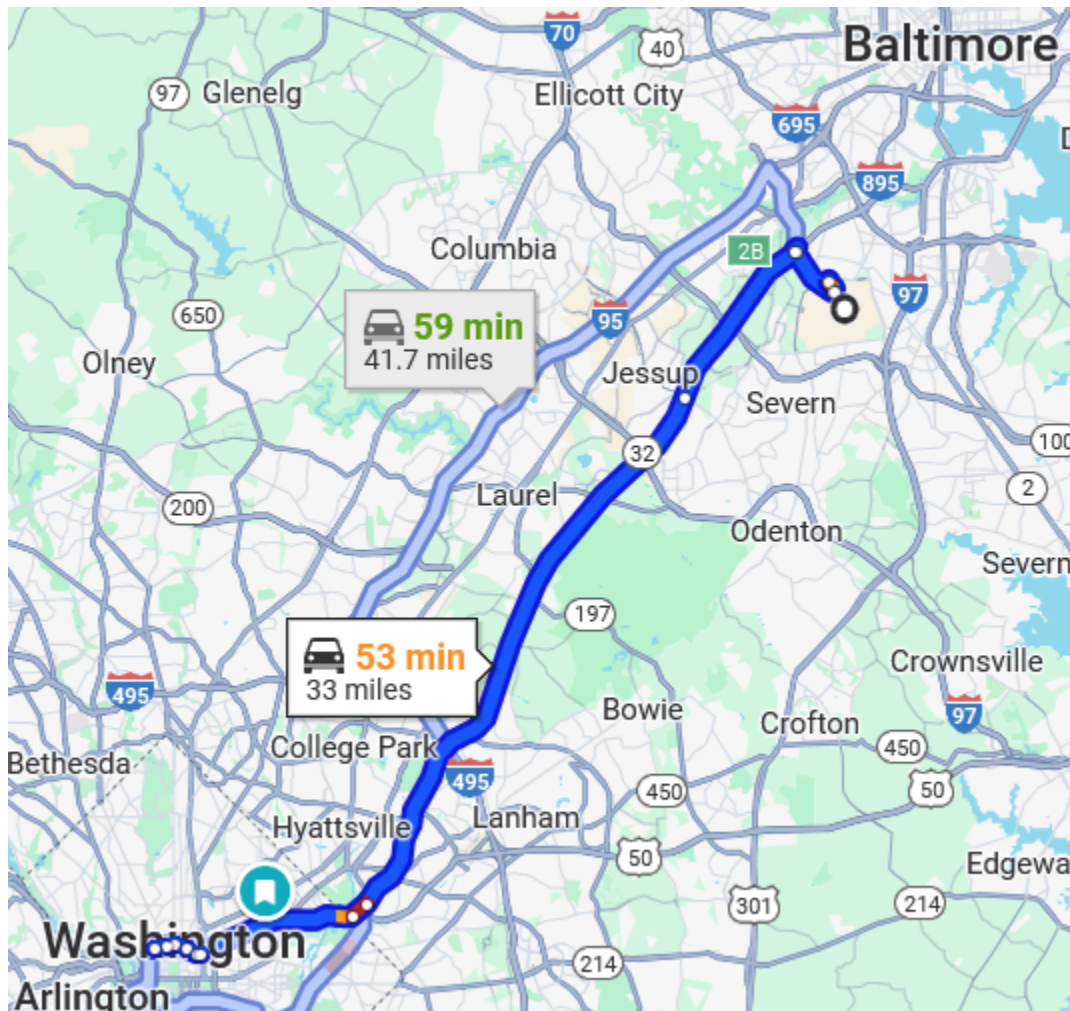 Baltimore
70
40
97
Glenelg
Ellicott City
695
895
Columbia
2B
97
650
59 min
41.7 miles
95
Olney
Jessup
Severn
100
32
2
200
Laurel
Odenton
Severn
197
53 min
33 miles
Crownsville
495
Bowie
Crofton
97
College Park
450
Bethesda
495
450
50
Hyattsville
Lanham
50
Edgewa
301
214
Washington
214
Arlington